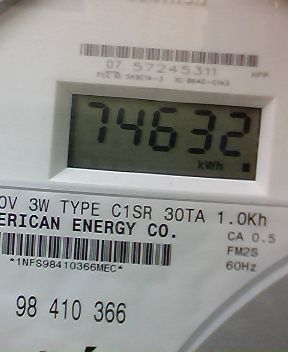 07 57245311
HPP
74632
kWh
0V 3W TYPE C1SR 30TA 1.0Kh
ERICAN ENERGY CO.
CA 0.5
FM2S
*1NFS98410366MEC*
60Hz
98 410 366